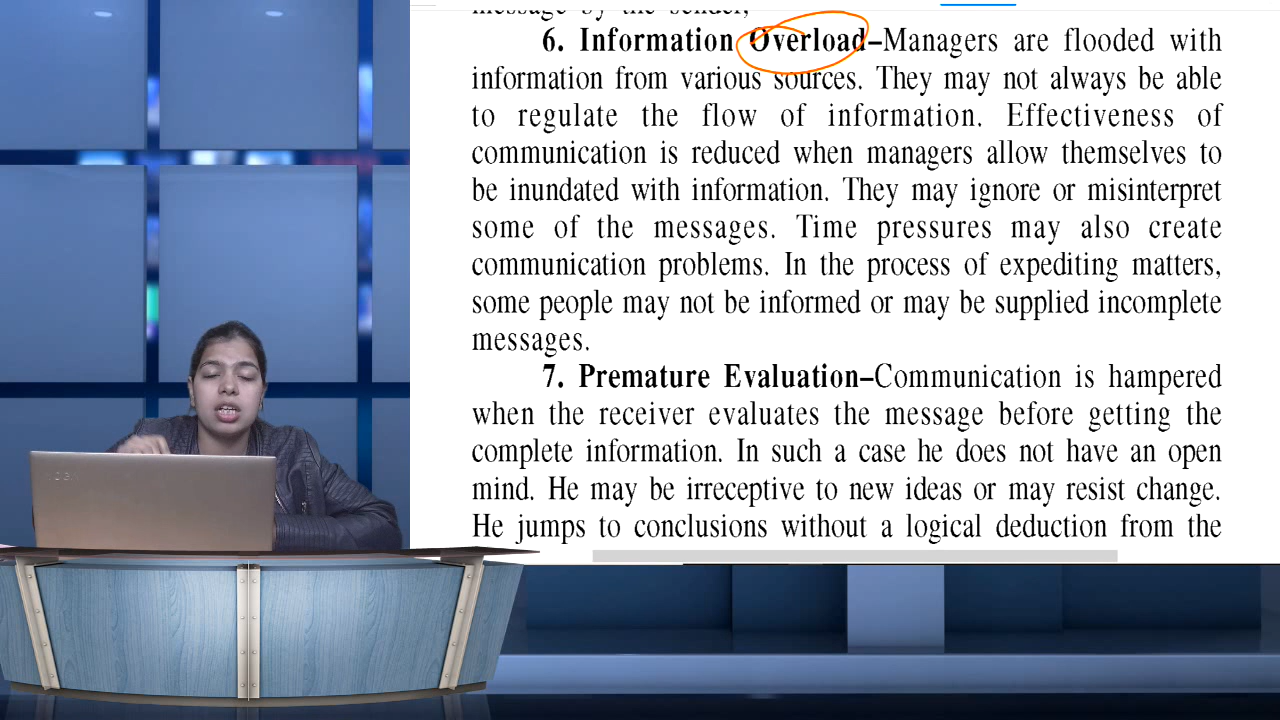 message by the sender,
6. Information Overload–Managers are flooded with
information from various sources. They may not always be able
to regulate the flow of information. Effectiveness of
communication is reduced when managers allow themselves to
be inundated with information. They may ignore or misinterpret
some of the messages. Time pressures may also create
communication problems. In the process of expediting matters,
some people may not be informed or may be supplied incomplete
messages.
7. Premature Evaluation–Communication is hampered
when the receiver evaluates the message before getting the
complete information. In such a case he does not have an open
mind. He may be irreceptive to new ideas or may resist change.
He jumps to conclusions without a logical deduction from the